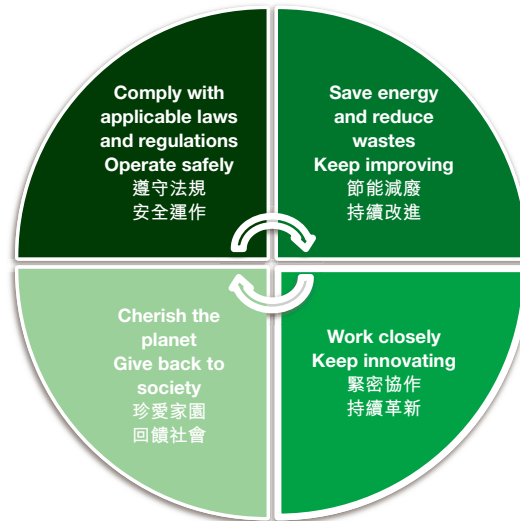 Comply with
applicable laws
and regulations
Operate safely
遵守法規
安全運作
Save energy
and reduce
wastes
Keep improving
節能減廢
持續改進
Cherish the
planet
Give back to
society
珍愛家園
回饋社會
Work closely
Keep innovating
緊密協作
持續革新